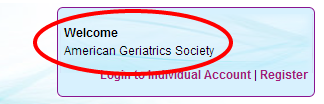 Welcome
American Geriatrics Society
Login to Individual Account | Register